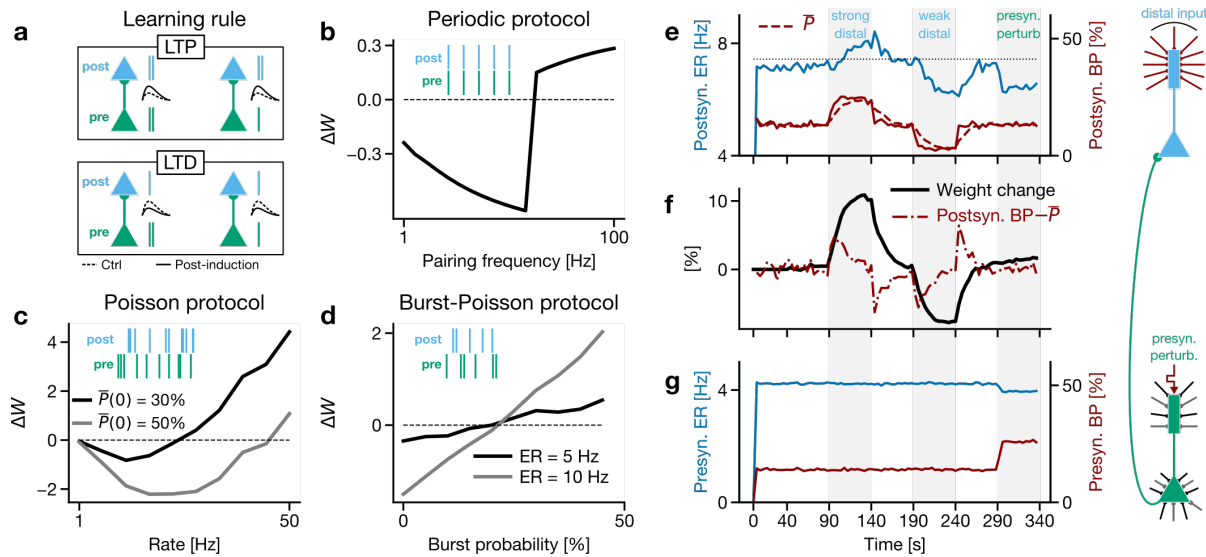 a
Learning rule
LTP
post
pre
LTD
post
pre
Ctrl
Post-induction
b
Periodic protocol
post
pre
0.3
0.0
−0.3
ΔW
1
100
Pairing frequency [Hz]
c
Poisson protocol
post
pre
P̅(0) = 30%
P̅(0) = 50%
4
2
0
−2
ΔW
1
50
Rate [Hz]
d
Burst-Poisson protocol
post
pre
ER = 5 Hz
ER = 10 Hz
2
0
ΔW
0
50
Burst probability [%]
e
P̅
strong
distal
weak
distal
presyn.
perturb
8
4
Postsyn. ER [Hz]
50
0
Postsyn. BP [%]
f
Weight change
Postsyn. BP−P̅
10
0
[%]
g
4
0
Presyn. ER [Hz]
50
0
Presyn. BP [%]
0 40 90 140 190 240 290 340
Time [s]
distal input
presyn.
perturb.